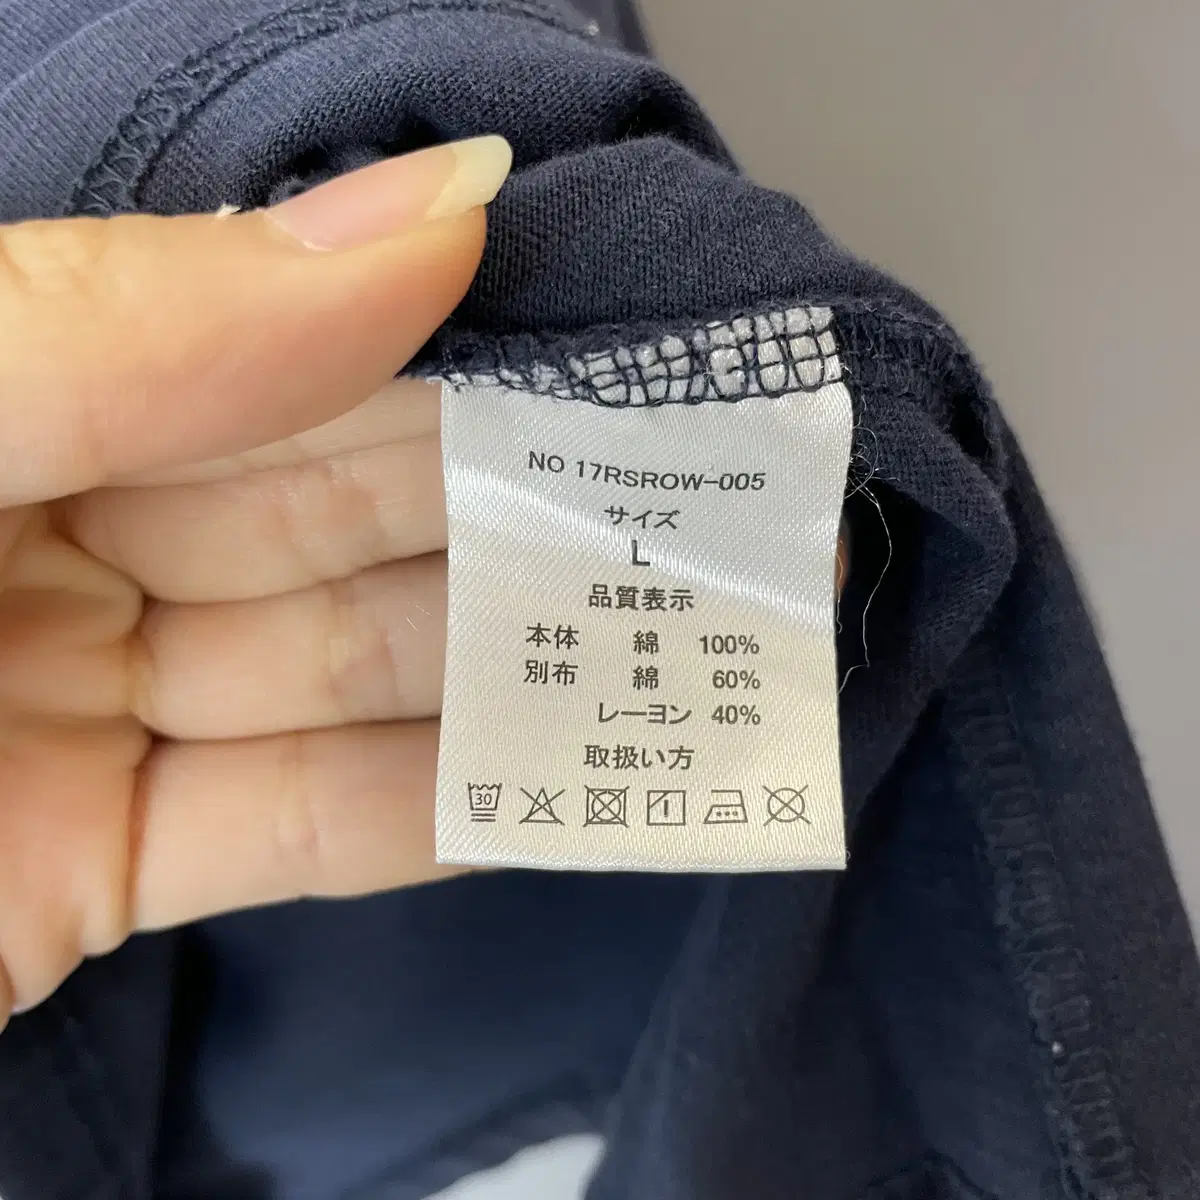 NO 17RSROW-005
サイズ
L
品質表示
本体 綿 100%
別布 綿 60%
レーヨン 40%
取扱い方
30